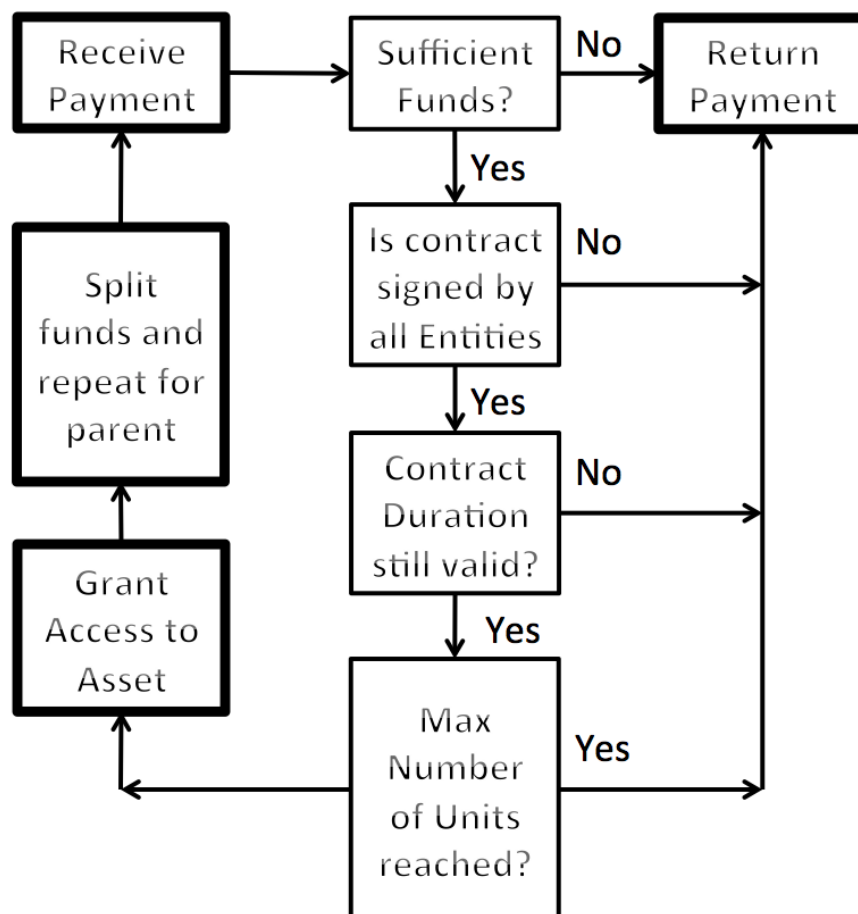 Receive
Payment
Sufficient
Funds?
No
Return
Payment
Yes
Is contract
signed by
all Entities
No
Split
funds and
repeat for
parent
Yes
Contract
Duration
still valid?
No
Grant
Access to
Asset
Yes
Max
Number
of Units
reached?
Yes